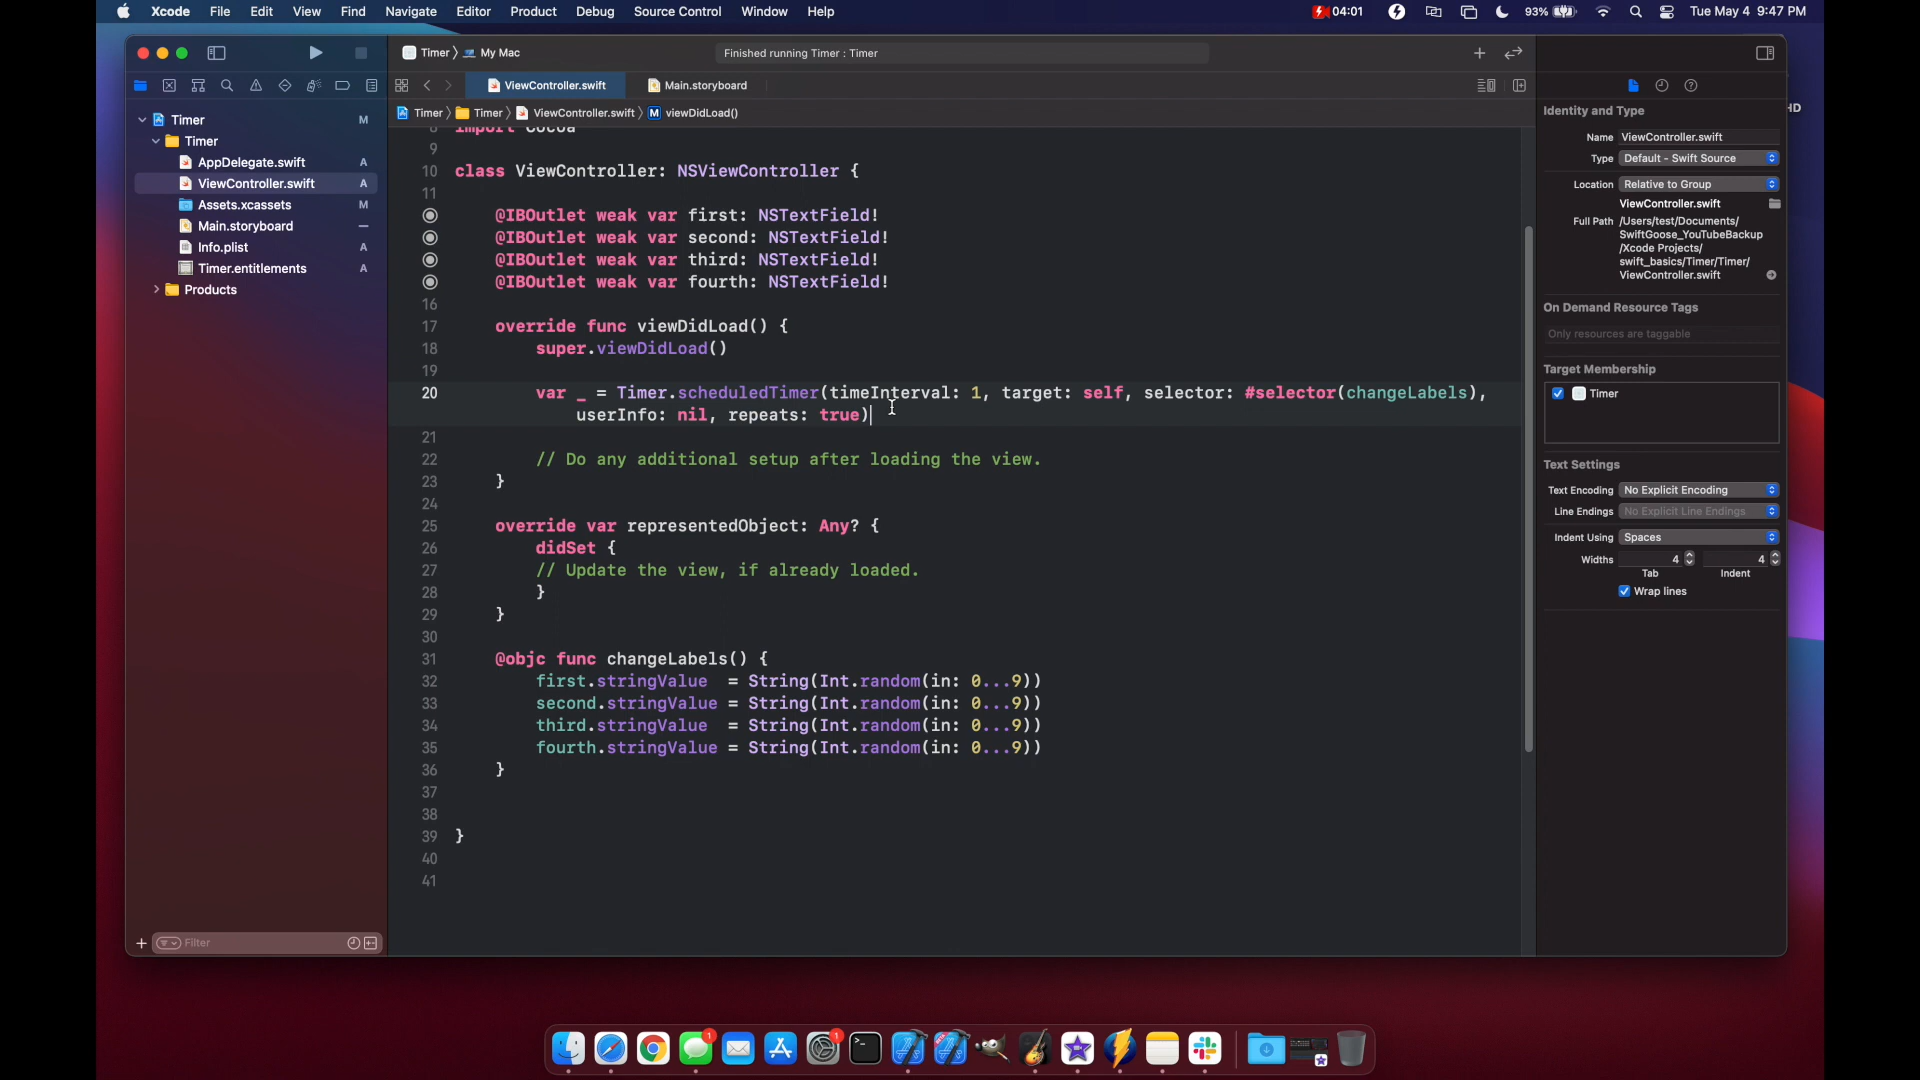 Xcode File Edit View Find Navigate Editor Product Debug Source Control Window Help
04:01 93% Tue May 4 9:47 PM
Timer 〉 My Mac
Finished running Timer : Timer
ViewController.swift
Main.storyboard
Timer 〉 Timer 〉 ViewController.swift 〉 M viewDidLoad()
Timer M
Timer
AppDelegate.swift A
ViewController.swift A
Assets.xcassets M
Main.storyboard –
Info.plist A
Timer.entitlements A
Products
Filter
8 import Cocoa
9
10 class ViewController: NSViewController {
11
@IBOutlet weak var first: NSTextField!
@IBOutlet weak var second: NSTextField!
@IBOutlet weak var third: NSTextField!
@IBOutlet weak var fourth: NSTextField!
16
17 override func viewDidLoad() {
18 super.viewDidLoad()
19
20 var _ = Timer.scheduledTimer(timeInterval: 1, target: self, selector: #selector(changeLabels),
userInfo: nil, repeats: true)
21
22 // Do any additional setup after loading the view.
23 }
24
25 override var representedObject: Any? {
26 didSet {
27 // Update the view, if already loaded.
28 }
29 }
30
31 @objc func changeLabels() {
32 first.stringValue  = String(Int.random(in: 0...9))
33 second.stringValue = String(Int.random(in: 0...9))
34 third.stringValue  = String(Int.random(in: 0...9))
35 fourth.stringValue = String(Int.random(in: 0...9))
36 }
37
38
39 }
40
41
Identity and Type
Name ViewController.swift
Type Default - Swift Source
Location Relative to Group
ViewController.swift
Full Path /Users/test/Documents/
SwiftGoose_YouTubeBackup
/Xcode Projects/
swift_basics/Timer/Timer/
ViewController.swift
On Demand Resource Tags
Only resources are taggable
Target Membership
Timer
Text Settings
Text Encoding No Explicit Encoding
Line Endings No Explicit Line Endings
Indent Using Spaces
Widths 4 4
Tab Indent
Wrap lines
HD
1
1